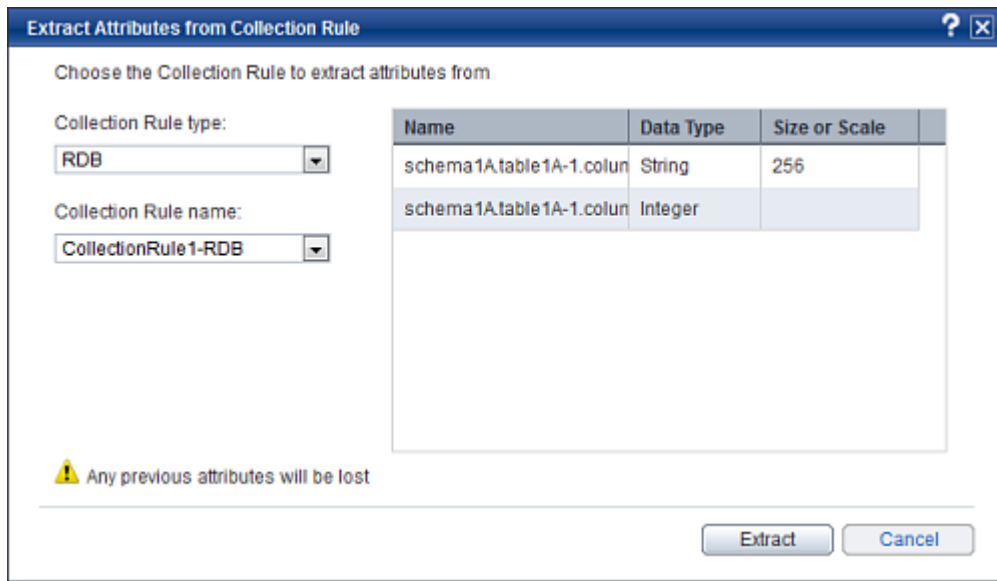 Extract Attributes from Collection Rule ?
Choose the Collection Rule to extract attributes from
Collection Rule type:
RDB
Collection Rule name:
CollectionRule1-RDB
Name Data Type Size or Scale
schema1A.table1A-1.colun String 256
schema1A.table1A-1.colun Integer
Any previous attributes will be lost
Extract Cancel